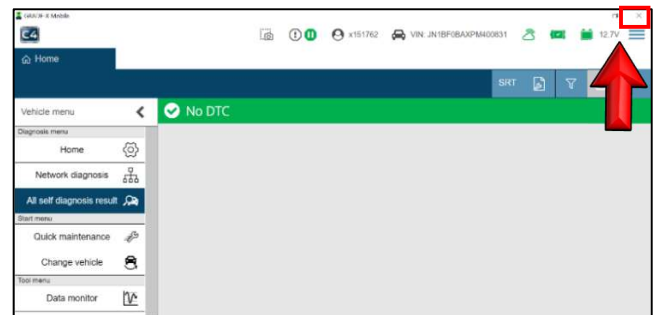 C4
x161762
VIN: JN1BF0BAXPM400831
12.7V
Home
SRT
Vehicle menu
No DTC
Diagnosis menu
Home
Network diagnosis
All self diagnosis result
Start menu
Quick maintenance
Change vehicle
Tool menu
Data monitor